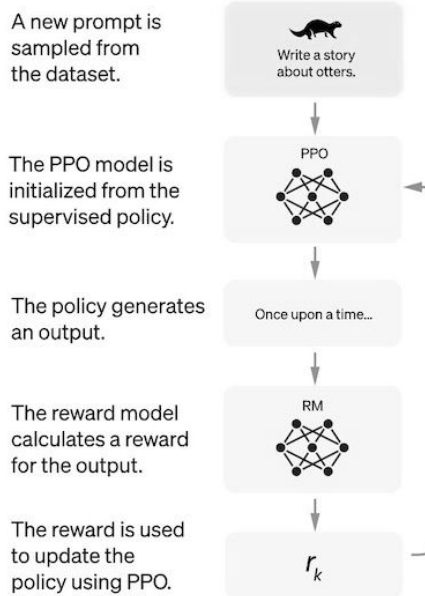 A new prompt is
sampled from
the dataset.
Write a story
about otters.
The PPO model is
initialized from the
supervised policy.
PPO
The policy generates
an output.
Once upon a time...
The reward model
calculates a reward
for the output.
RM
The reward is used
to update the
policy using PPO.
r_k